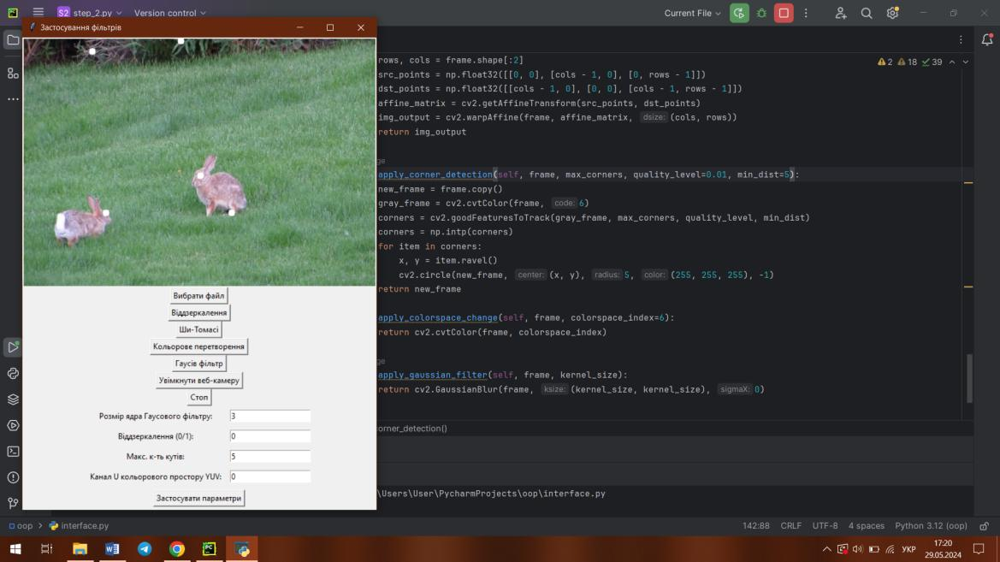 PC S2 step_2.py Version control Current File
Застосування фільтрів
rows, cols = frame.shape[:2]
2 18 39
src_points = np.float32([[0, 0], [cols - 1, 0], [0, rows - 1]])
dst_points = np.float32([[cols - 1, 0], [0, 0], [cols - 1, rows - 1]])
affine_matrix = cv2.getAffineTransform(src_points, dst_points)
img_output = cv2.warpAffine(frame, affine_matrix, dsize: (cols, rows))
return img_output
ge
apply_corner_detection(self, frame, max_corners, quality_level=0.01, min_dist=5):
new_frame = frame.copy()
gray_frame = cv2.cvtColor(frame, code: 6)
corners = cv2.goodFeaturesToTrack(gray_frame, max_corners, quality_level, min_dist)
corners = np.intp(corners)
for item in corners:
x, y = item.ravel()
cv2.circle(new_frame, center: (x, y), radius: 5, color: (255, 255, 255), -1)
return new_frame
apply_colorspace_change(self, frame, colorspace_index=6):
return cv2.cvtColor(frame, colorspace_index)
ge
apply_gaussian_filter(self, frame, kernel_size):
return cv2.GaussianBlur(frame, ksize: (kernel_size, kernel_size), sigmaX: 0)
Вибрати файл
Віддзеркалення
Ши-Томасі
Кольорове перетворення
Гаусів фільтр
Увімкнути веб-камеру
Стоп
Розмір ядра Гаусового фільтру: 3
Віддзеркалення (0/1): 0
Макс. к-ть кутів: 5
Канал U кольорового простору YUV: 0
Застосувати параметри
orner_detection()
\Users\User\PycharmProjects\oop\interface.py
oop > interface.py 142:88 CRLF UTF-8 4 spaces Python 3.12 (oop)
УКР
17:20
29.05.2024